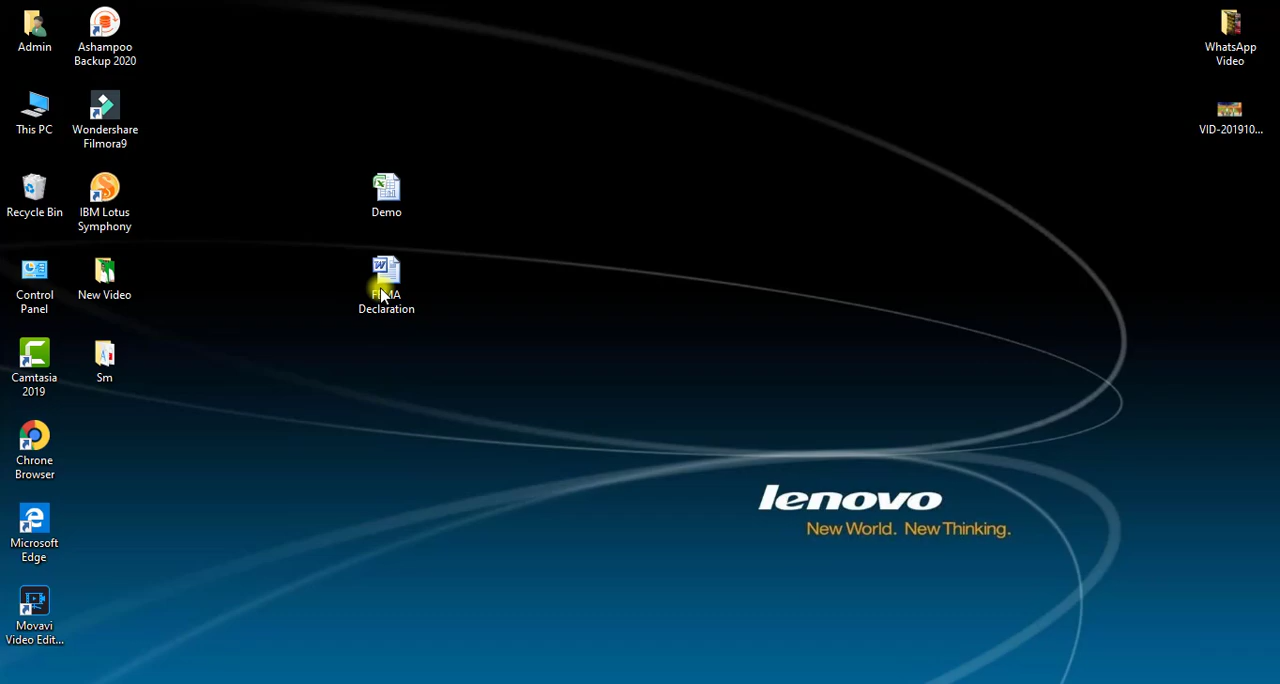 Admin
Ashampoo
Backup 2020
This PC
Wondershare
Filmora9
Recycle Bin
IBM Lotus
Symphony
Control
Panel
New Video
Camtasia
2019
Sm
Chrome
Browser
Microsoft
Edge
Movavi
Video Edit...
Demo
Declaration
WhatsApp
Video
VID-201910...
lenovo
New World. New Thinking.